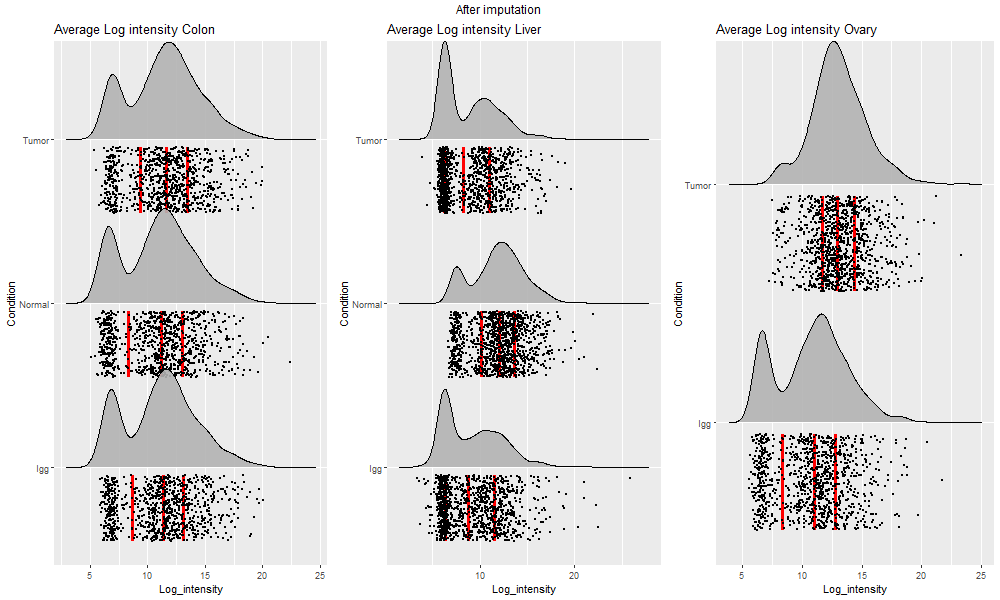 After imputation
Average Log intensity Colon
Average Log intensity Liver
Average Log intensity Ovary
Condition
Tumor
Normal
Igg
5 10 15 20 25
Log_intensity
Condition
Tumor
Normal
Igg
10 20
Log_intensity
Condition
Tumor
Igg
5 10 15 20 25
Log_intensity